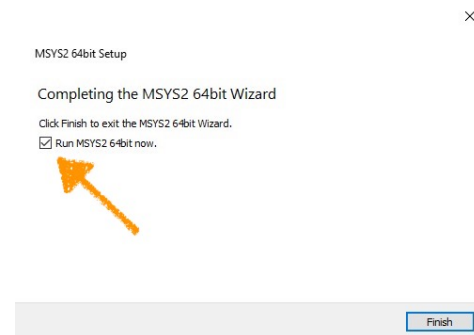 MSYS2 64bit Setup
Completing the MSYS2 64bit Wizard
Click Finish to exit the MSYS2 64bit Wizard.
Run MSYS2 64bit now.
Finish